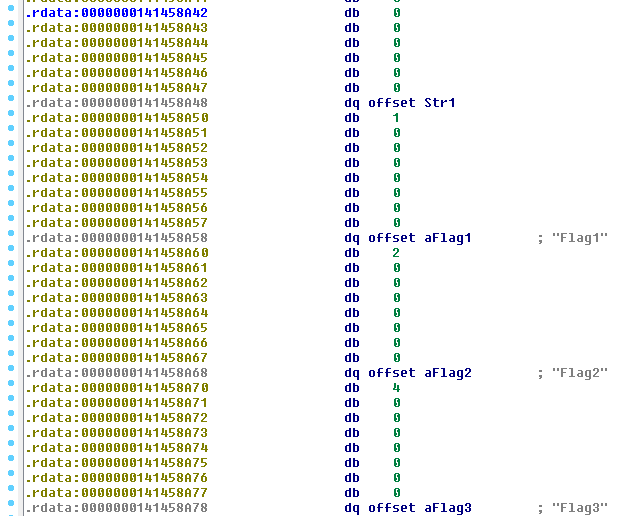 .rdata:0000000141458A42 db 0
.rdata:0000000141458A43 db 0
.rdata:0000000141458A44 db 0
.rdata:0000000141458A45 db 0
.rdata:0000000141458A46 db 0
.rdata:0000000141458A47 db 0
.rdata:0000000141458A48 dq offset Str1
.rdata:0000000141458A50 db 1
.rdata:0000000141458A51 db 0
.rdata:0000000141458A52 db 0
.rdata:0000000141458A53 db 0
.rdata:0000000141458A54 db 0
.rdata:0000000141458A55 db 0
.rdata:0000000141458A56 db 0
.rdata:0000000141458A57 db 0
.rdata:0000000141458A58 dq offset aFlag1 ; "Flag1"
.rdata:0000000141458A60 db 2
.rdata:0000000141458A61 db 0
.rdata:0000000141458A62 db 0
.rdata:0000000141458A63 db 0
.rdata:0000000141458A64 db 0
.rdata:0000000141458A65 db 0
.rdata:0000000141458A66 db 0
.rdata:0000000141458A67 db 0
.rdata:0000000141458A68 dq offset aFlag2 ; "Flag2"
.rdata:0000000141458A70 db 4
.rdata:0000000141458A71 db 0
.rdata:0000000141458A72 db 0
.rdata:0000000141458A73 db 0
.rdata:0000000141458A74 db 0
.rdata:0000000141458A75 db 0
.rdata:0000000141458A76 db 0
.rdata:0000000141458A77 db 0
.rdata:0000000141458A78 dq offset aFlag3 ; "Flag3"